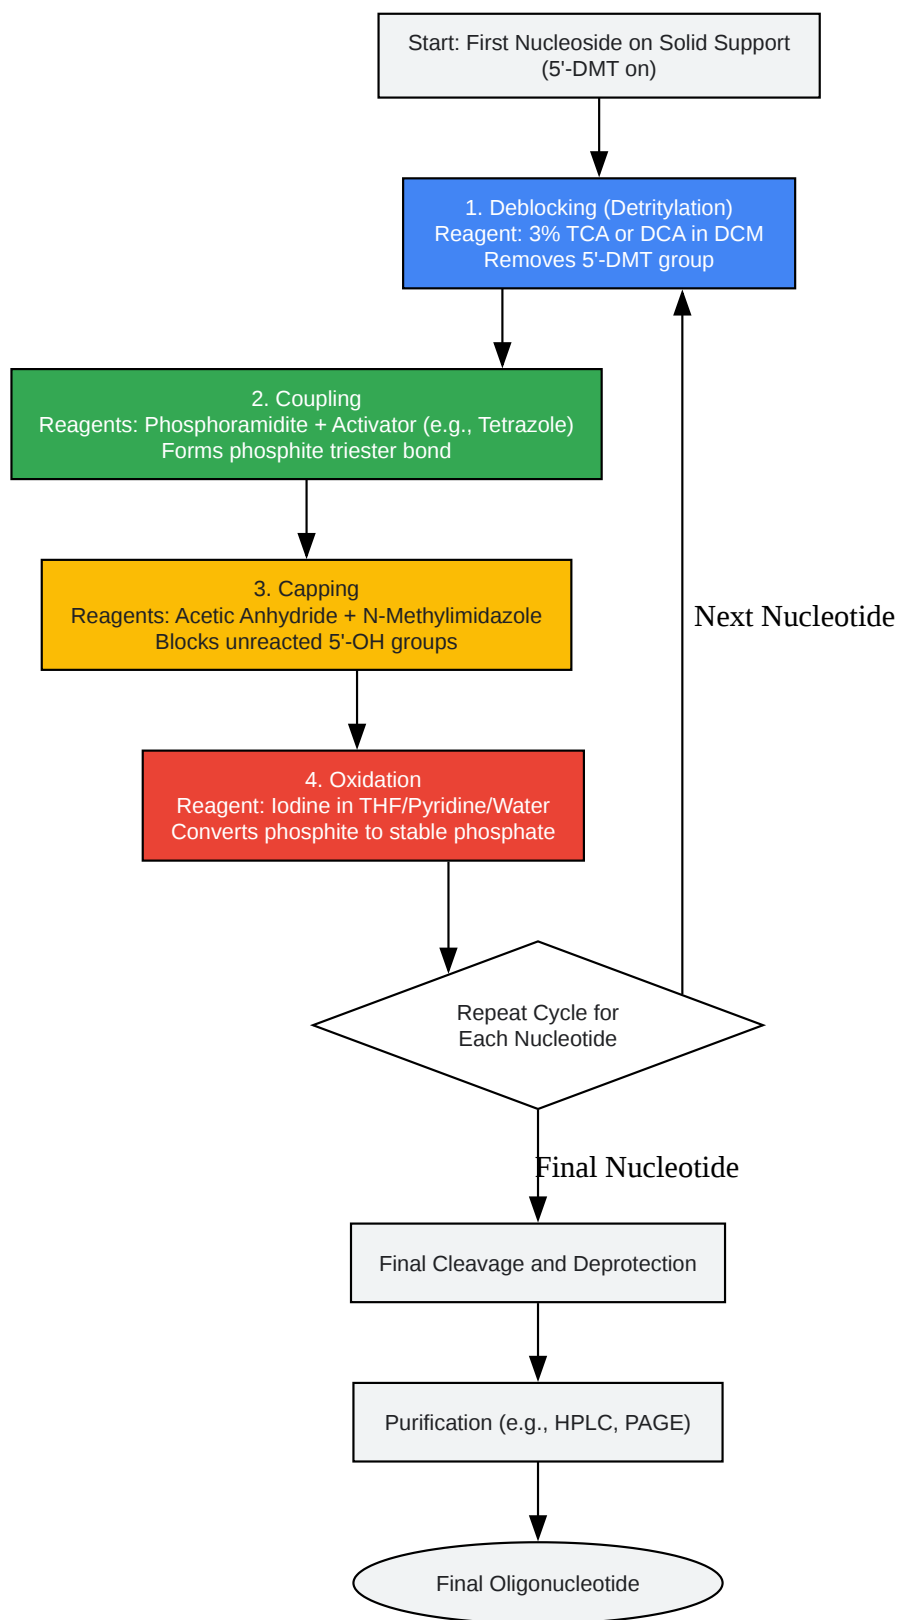 Start: First Nucleoside on Solid Support
(5'-DMT on)
1. Deblocking (Detritylation)
Reagent: 3% TCA or DCA in DCM
Removes 5'-DMT group
2. Coupling
Reagents: Phosphoramidite + Activator (e.g., Tetrazole)
Forms phosphite triester bond
3. Capping
Reagents: Acetic Anhydride + N-Methylimidazole
Blocks unreacted 5'-OH groups
Next Nucleotide
4. Oxidation
Reagent: Iodine in THF/Pyridine/Water
Converts phosphite to stable phosphate
Repeat Cycle for
Each Nucleotide
Final Nucleotide
Final Cleavage and Deprotection
Purification (e.g., HPLC, PAGE)
Final Oligonucleotide